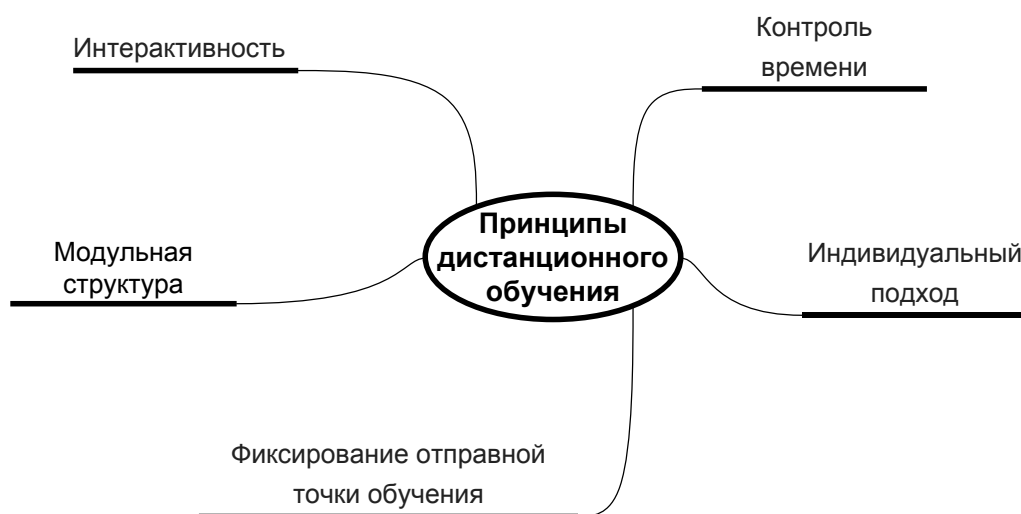 Интерактивность
Контроль
времени
Принципы
дистанционного
обучения
Модульная
структура
Индивидуальный
подход
Фиксирование отправной
точки обучения